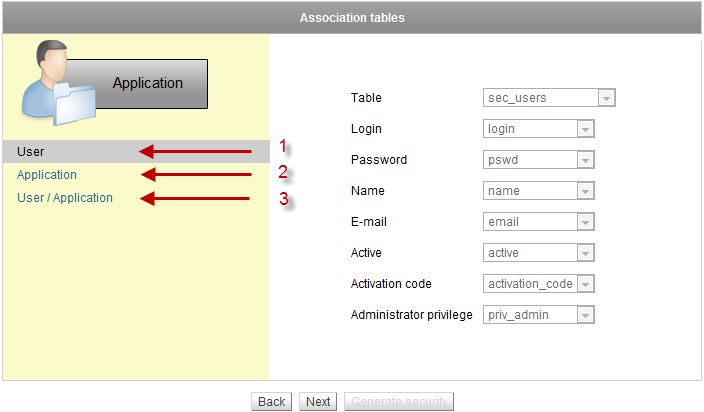 Association tables
Application
User
1
Application
2
User / Application
3
Table sec_users
Login login
Password pswd
Name name
E-mail email
Active active
Activation code activation_code
Administrator privilege priv_admin
Back Next Generate security